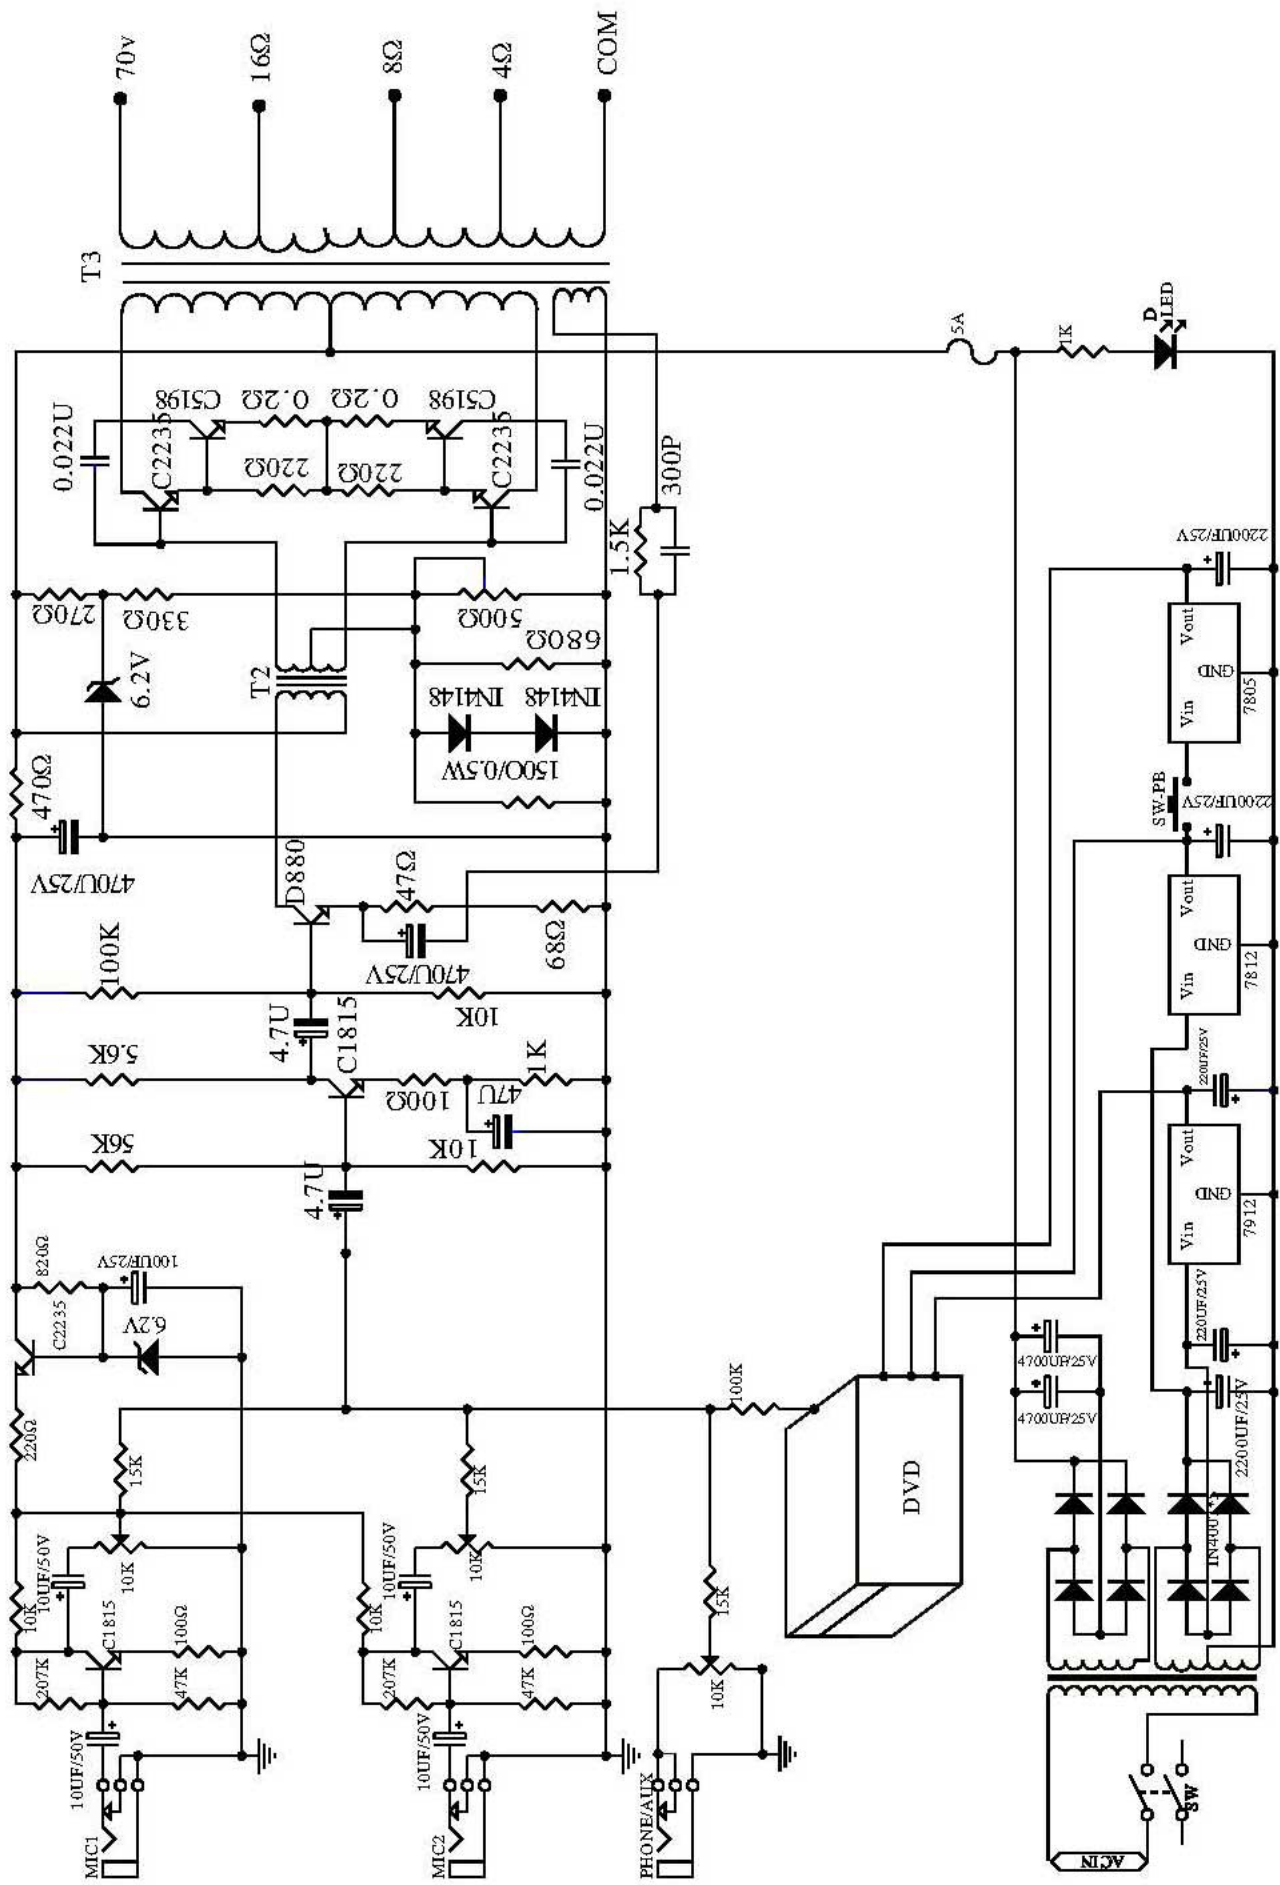 70v
16Ω
8Ω
4Ω
COM
T3
0.022U
C2235
C5198
0.2Ω
0.2Ω
C5198
220Ω
220Ω
C2235
0.022U
300P
1.5K
270Ω
330Ω
500Ω
680Ω
6.2V
T2
IN4148
IN4148
150O/0.5W
470Ω
470U/25V
D880
47Ω
68Ω
470U/25V
100K
10K
4.7U
C1815
5.6K
100Ω
1K
47U
56K
10K
4.7U
820Ω
100UF/25V
C2235
6.2V
220Ω
15K
15K
100K
10K
10UF/50V
10K
10K
10UF/50V
10K
15K
C1815
100Ω
C1815
100Ω
207K
47K
207K
47K
10K
10UF/50V
10UF/50V
MIC1
MIC2
PHONE/AUX
DVD
5A
1K
D
LED
2200UF/25V
Vout
GND
Vin
7805
SW-PB
2200UF/25V
Vout
GND
Vin
7812
220UF/25V
Vout
GND
Vin
7912
220UF/25V
4700UF/25V
4700UF/25V
2200UF/25V
SW
AC IN